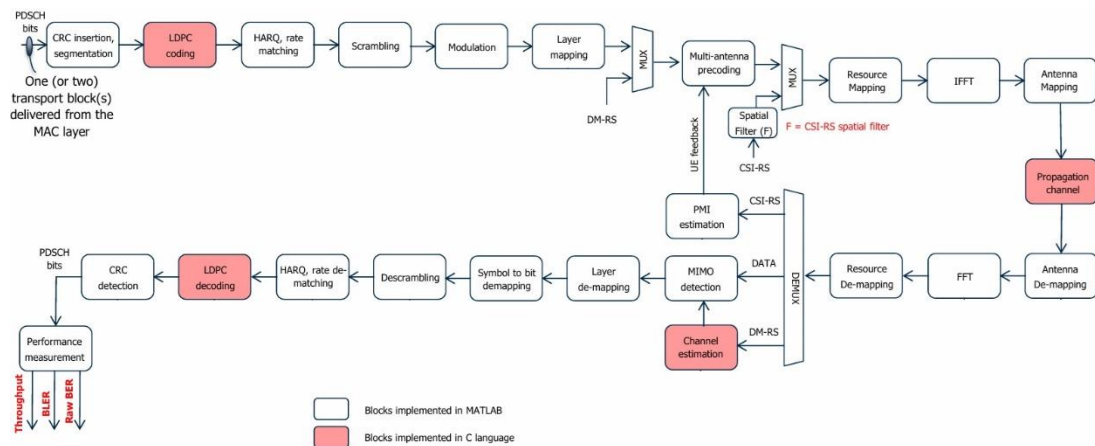 PDSCH
bits
CRC insertion,
segmentation
LDPC
coding
HARQ, rate
matching
Scrambling
Modulation
Layer
mapping
MUX
Multi-antenna
precoding
MUX
Resource
Mapping
IFFT
Antenna
Mapping
One (or two)
transport block(s)
delivered from the
MAC layer
DM-RS
UE feedback
Spatial
Filter (F)
F = CSI-RS spatial filter
CSI-RS
Propagation
channel
PMI
estimation
CSI-RS
PDSCH
bits
CRC
detection
LDPC
decoding
HARQ, rate de-
matching
Descrambling
Symbol to bit
demapping
Layer
de-mapping
MIMO
detection
DATA
DEMUX
Resource
De-mapping
FFT
Antenna
De-mapping
Channel
estimation
DM-RS
Performance
measurement
Throughput
BLER
Raw BER
Blocks implemented in MATLAB
Blocks implemented in C language